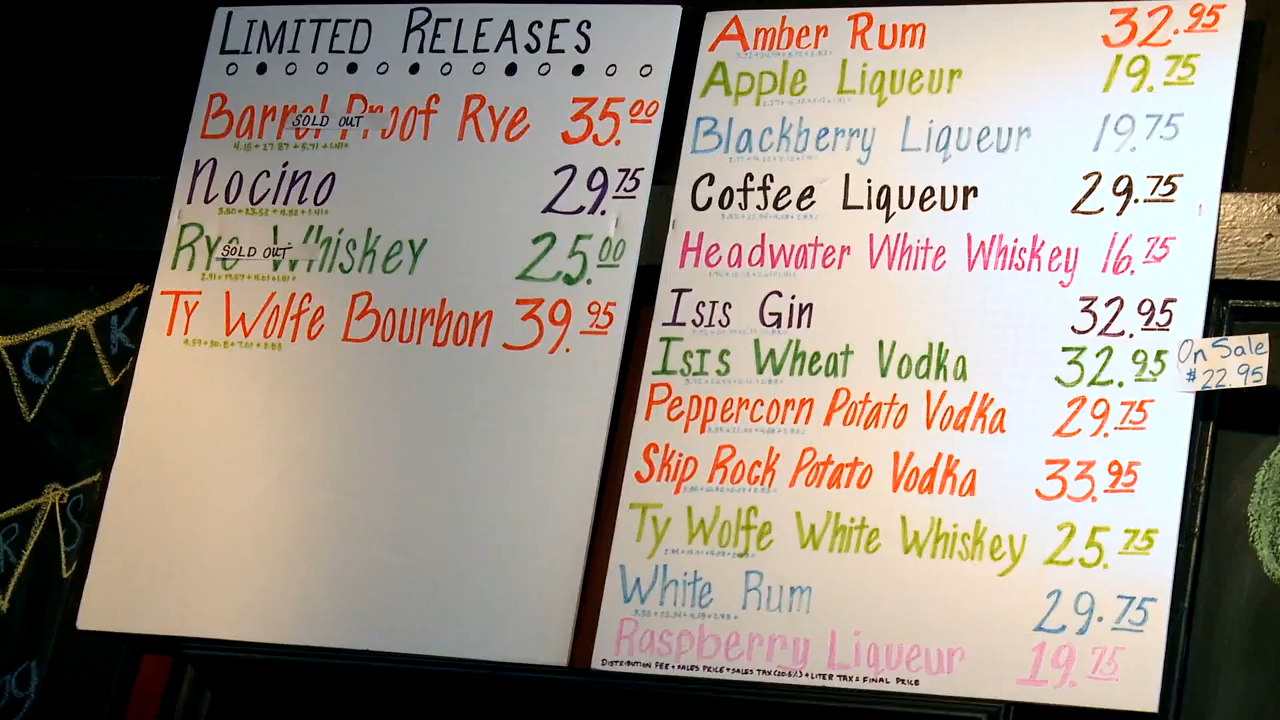 LIMITED RELEASES
Barrel Proof Rye 35.00
SOLD OUT
Nocino 29.75
Rye Whiskey 25.00
SOLD OUT
Ty Wolfe Bourbon 39.95
Amber Rum 32.95
Apple Liqueur 19.75
Blackberry Liqueur 19.75
Coffee Liqueur 29.75
Headwater White Whiskey 16.75
Isis Gin 32.95
Isis Wheat Vodka 32.95
On Sale
$22.95
Peppercorn Potato Vodka 29.75
Skip Rock Potato Vodka 33.95
Ty Wolfe White Whiskey 25.75
White Rum 29.75
Raspberry Liqueur 19.75
DISTRIBUTION FEE + SALES PRICE + SALES TAX (20.5%) + LITER TAX = FINAL PRICE
CK
RS